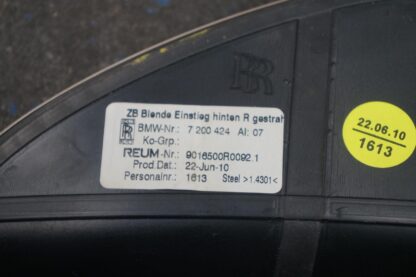 RR
ZB Blende Einstieg hinten R gestrah
RR BMW-Nr.: 7 200 424 AI: 07
Ko-Grp.:
REUM-Nr.: 9016500R0092.1
Prod.Dat.: 22-Jun-10
Personalnr.: 1613 Steel >1.4301<
22.06.10
1613